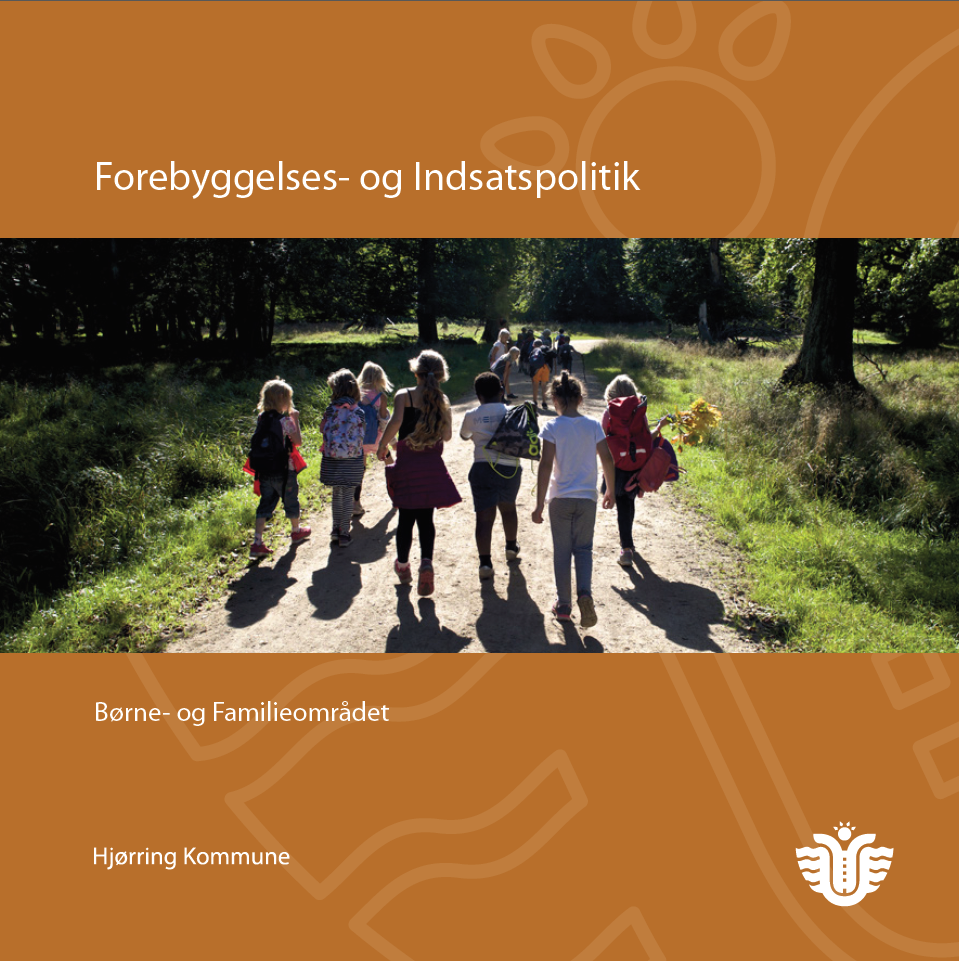 Forebyggelses- og Indsatspolitik
Børne- og Familieområdet
Hjørring Kommune